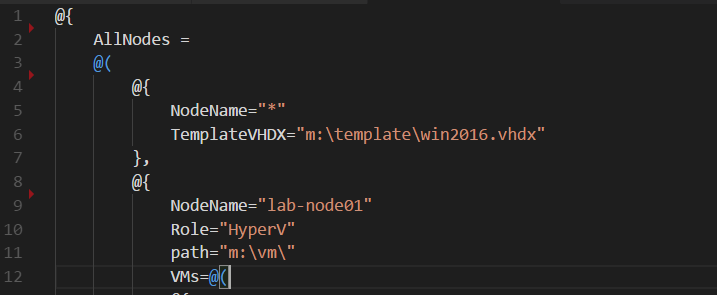 1 @{
2 AllNodes =
3 @(
4 @{
5 NodeName="*"
6 TemplateVHDX="m:\template\win2016.vhdx"
7 },
8 @{
9 NodeName="lab-node01"
10 Role="HyperV"
11 path="m:\vm\"
12 VMs=@(